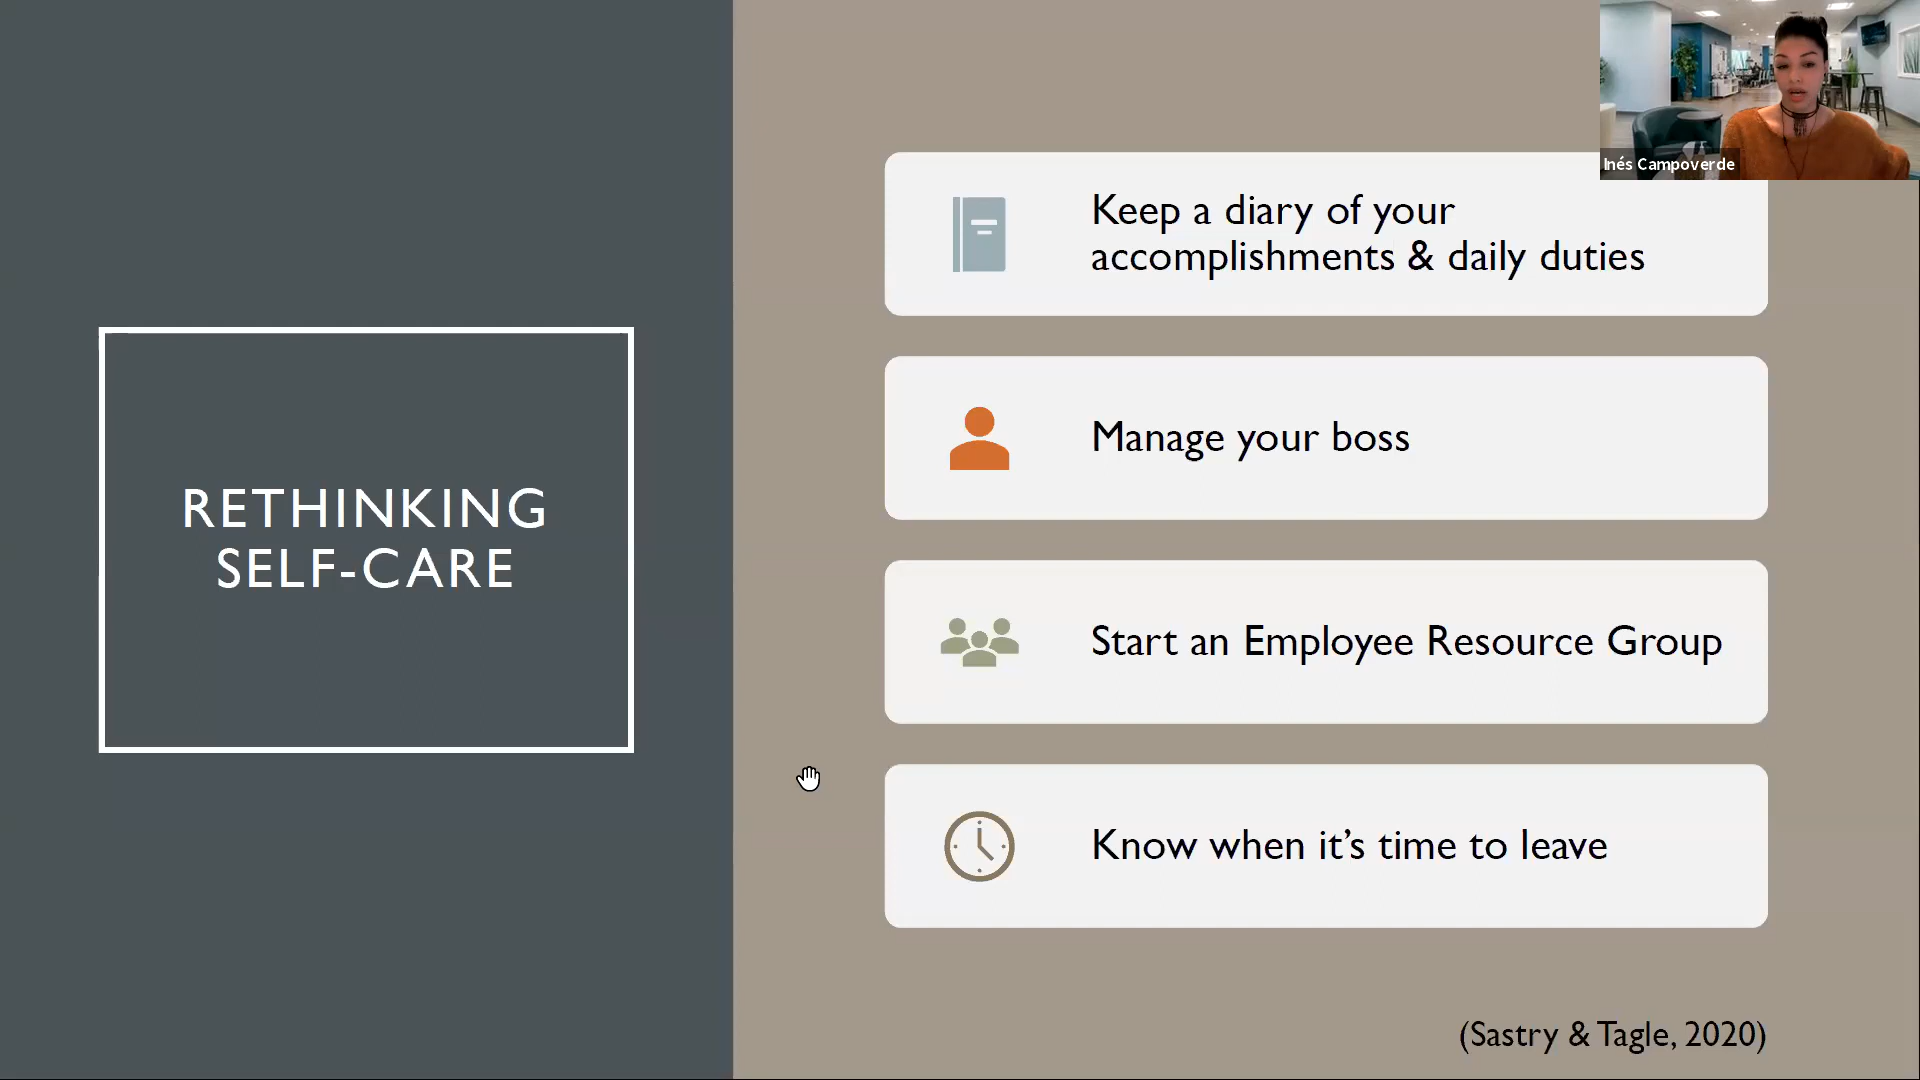 RETHINKING
SELF-CARE
Keep a diary of your
accomplishments & daily duties
Manage your boss
Start an Employee Resource Group
Know when it’s time to leave
(Sastry & Tagle, 2020)
Inés Campoverde